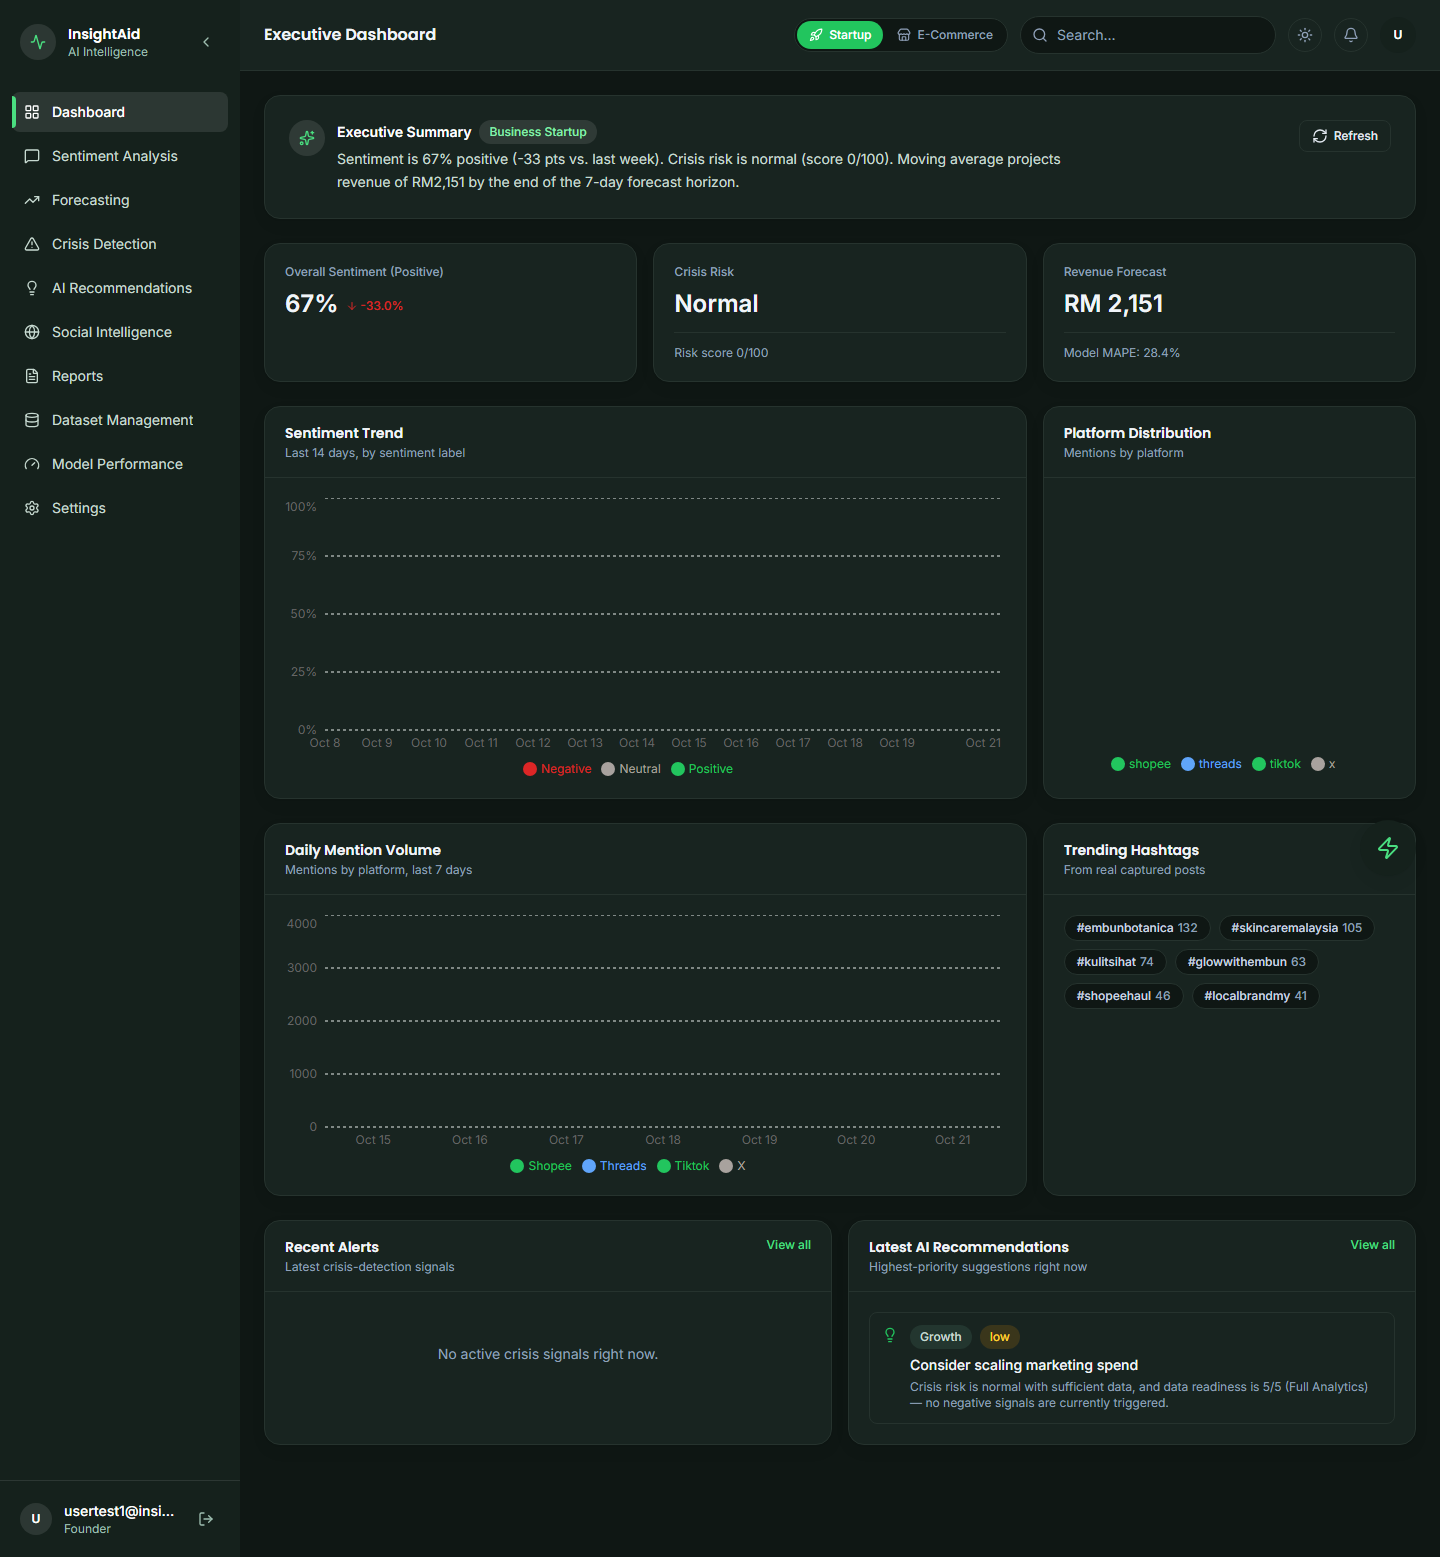 InsightAid
AI Intelligence
Dashboard
Sentiment Analysis
Forecasting
Crisis Detection
AI Recommendations
Social Intelligence
Reports
Dataset Management
Model Performance
Settings
U
usertest1@insi...
Founder
Executive Dashboard
Startup
E-Commerce
Search...
U
Executive Summary
Business Startup
Refresh
Sentiment is 67% positive (-33 pts vs. last week). Crisis risk is normal (score 0/100). Moving average projects
revenue of RM2,151 by the end of the 7-day forecast horizon.
Overall Sentiment (Positive)
67% ↓ -33.0%
Crisis Risk
Normal
Risk score 0/100
Revenue Forecast
RM 2,151
Model MAPE: 28.4%
Sentiment Trend
Last 14 days, by sentiment label
100%
75%
50%
25%
0%
Oct 8 Oct 9 Oct 10 Oct 11 Oct 12 Oct 13 Oct 14 Oct 15 Oct 16 Oct 17 Oct 18 Oct 19 Oct 21
Negative Neutral Positive
Platform Distribution
Mentions by platform
shopee threads tiktok x
Daily Mention Volume
Mentions by platform, last 7 days
4000
3000
2000
1000
0
Oct 15 Oct 16 Oct 17 Oct 18 Oct 19 Oct 20 Oct 21
Shopee Threads Tiktok X
Trending Hashtags
From real captured posts
#embunbotanica 132 #skincaremalaysia 105
#kulitsihat 74 #glowwithembun 63
#shopeehaul 46 #localbrandmy 41
Recent Alerts
View all
Latest crisis-detection signals
No active crisis signals right now.
Latest AI Recommendations
View all
Highest-priority suggestions right now
Growth low
Consider scaling marketing spend
Crisis risk is normal with sufficient data, and data readiness is 5/5 (Full Analytics)
— no negative signals are currently triggered.